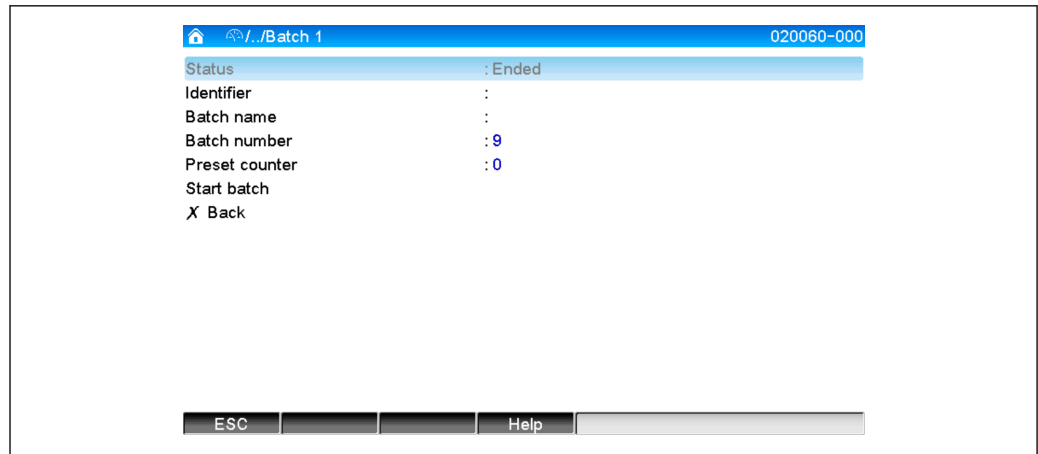 /../Batch 1 020060-000
Status : Ended
Identifier :
Batch name :
Batch number : 9
Preset counter : 0
Start batch
X Back
ESC Help